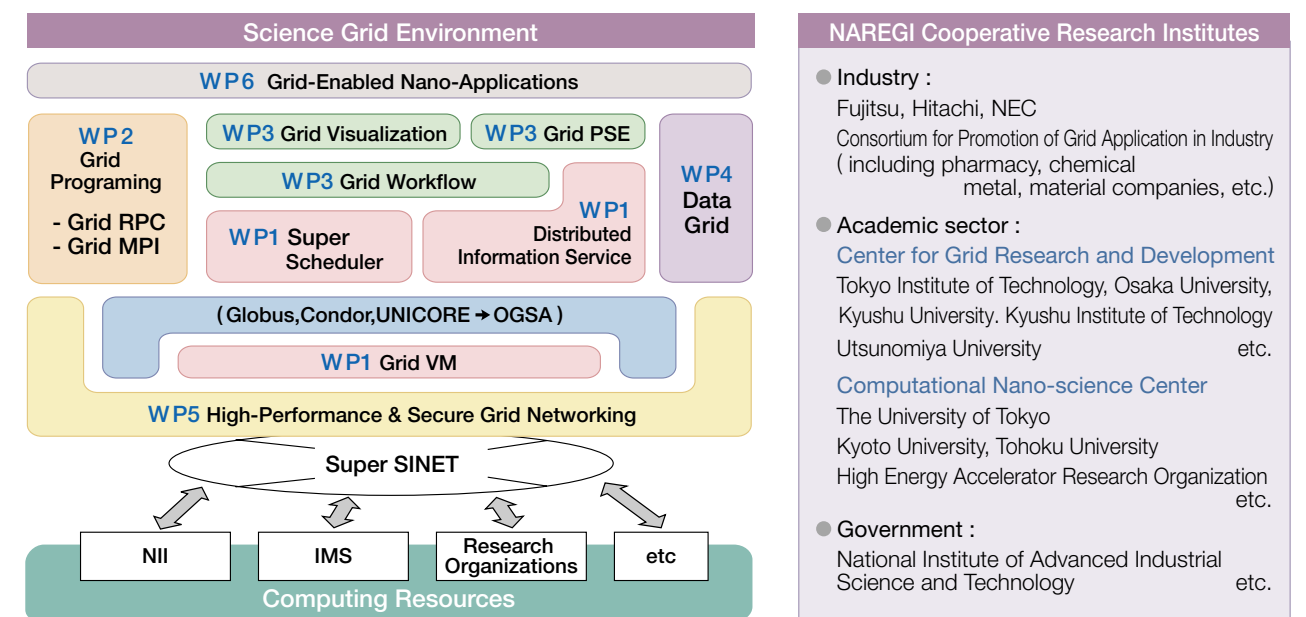 Science Grid Environment
WP6 Grid-Enabled Nano-Applications
WP2
Grid
Programing
- Grid RPC
- Grid MPI
WP3 Grid Visualization
WP3 Grid PSE
WP3 Grid Workflow
WP1 Super
Scheduler
WP1
Distributed
Information Service
WP4
Data
Grid
(Globus,Condor,UNICORE➔OGSA)
WP1 Grid VM
WP5 High-Performance & Secure Grid Networking
Super SINET
NII
IMS
Research
Organizations
etc
Computing Resources
NAREGI Cooperative Research Institutes
Industry :
Fujitsu, Hitachi, NEC
Consortium for Promotion of Grid Application in Industry
( including pharmacy, chemical
metal, material companies, etc.)
Academic sector :
Center for Grid Research and Development
Tokyo Institute of Technology, Osaka University,
Kyushu University. Kyushu Institute of Technology
Utsunomiya University etc.
Computational Nano-science Center
The University of Tokyo
Kyoto University, Tohoku University
High Energy Accelerator Research Organization
etc.
Government :
National Institute of Advanced Industrial
Science and Technology etc.